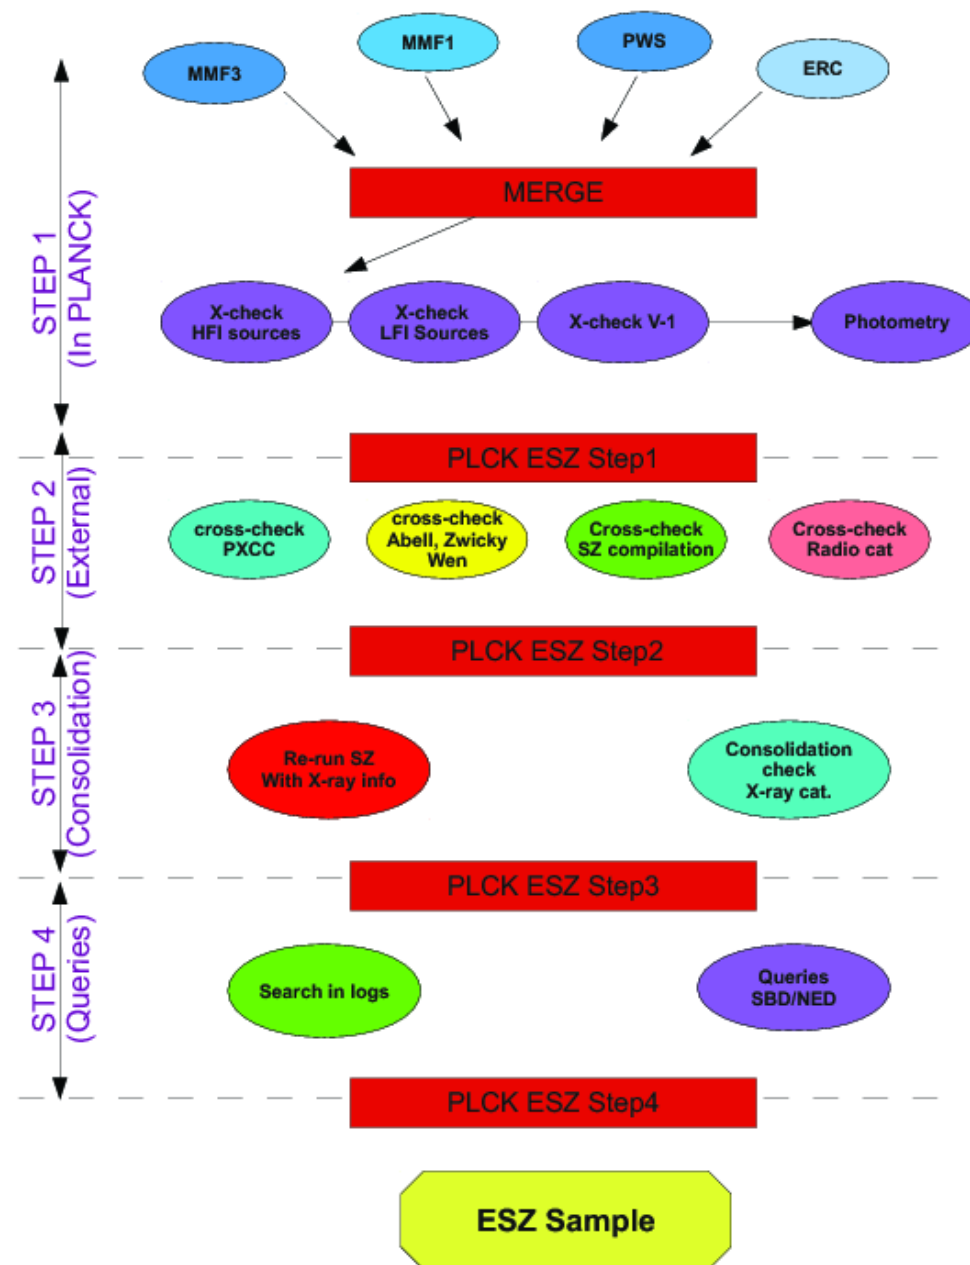 MMF3
MMF1
PWS
ERC
MERGE
STEP 1
(In PLANCK)
X-check
HFI sources
X-check
LFI Sources
X-check V-1
Photometry
PLCK ESZ Step1
STEP 2
(External)
cross-check
PXCC
cross-check
Abell, Zwicky
Wen
Cross-check
SZ compilation
Cross-check
Radio cat
PLCK ESZ Step2
STEP 3
(Consolidation)
Re-run SZ
With X-ray info
Consolidation
check
X-ray cat.
PLCK ESZ Step3
STEP 4
(Queries)
Search in logs
Queries
SBD/NED
PLCK ESZ Step4
ESZ Sample